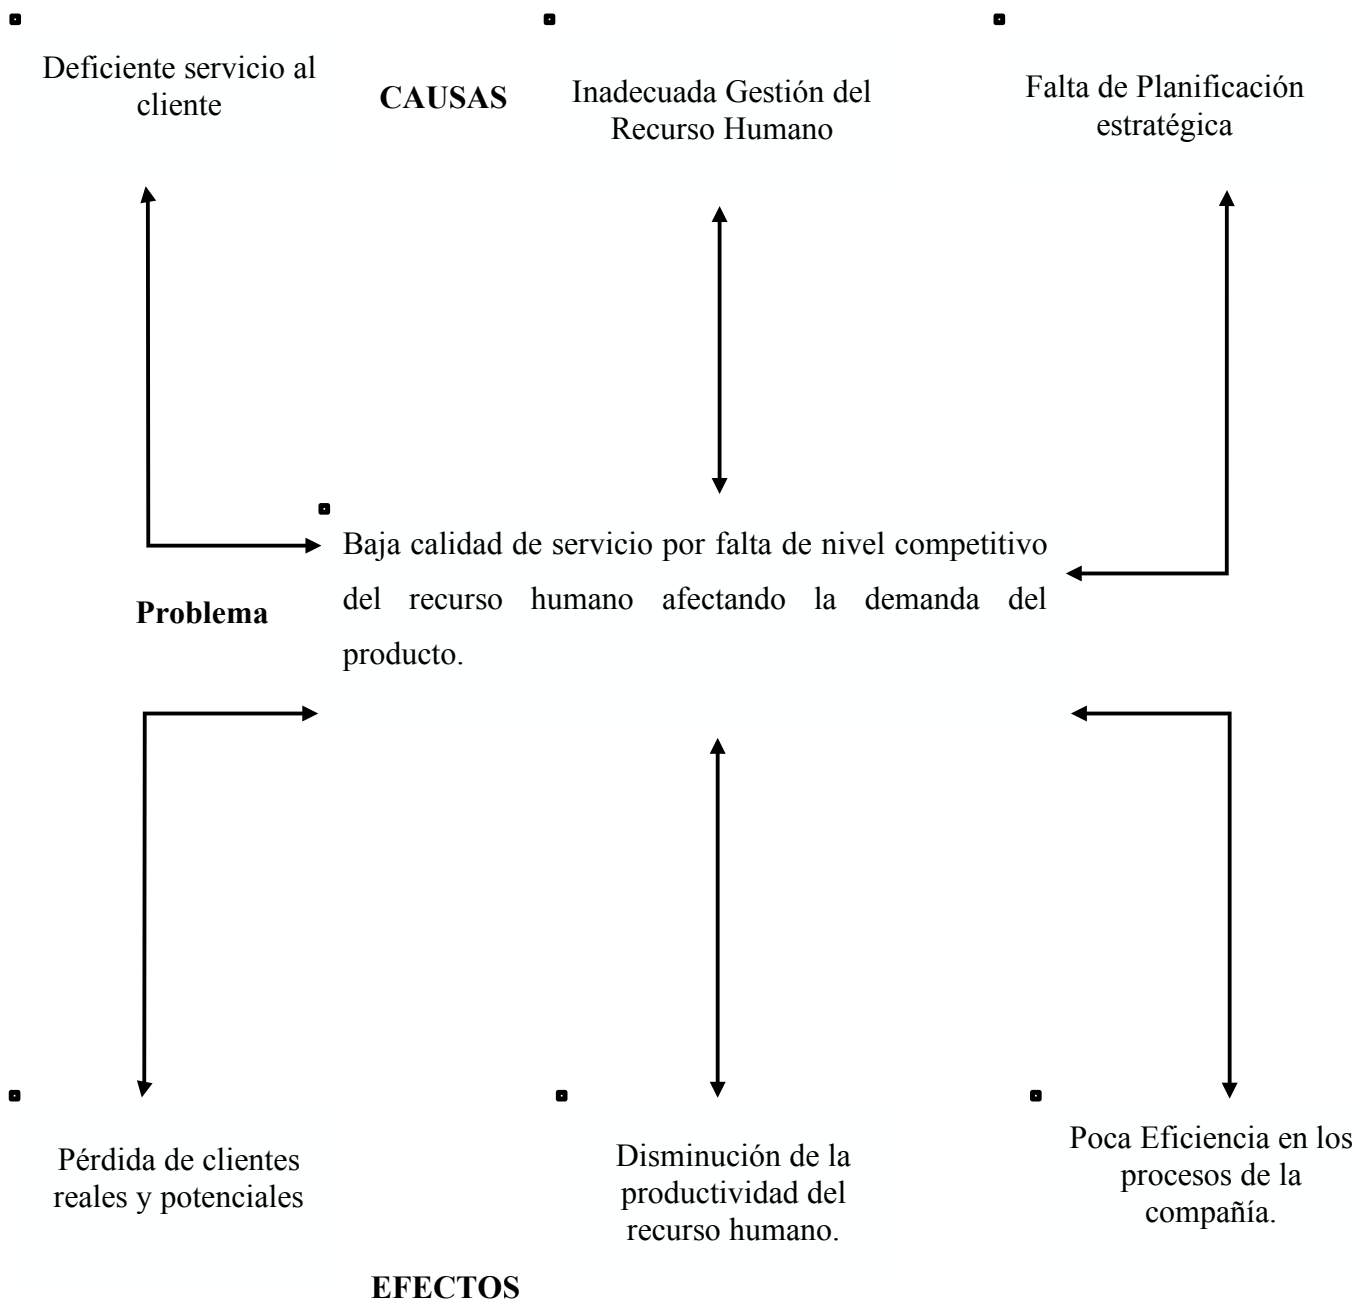 Deficiente servicio al
cliente
CAUSAS
Inadecuada Gestión del
Recurso Humano
Falta de Planificación
estratégica
Baja calidad de servicio por falta de nivel competitivo
del recurso humano afectando la demanda del
producto.
Problema
Pérdida de clientes
reales y potenciales
Disminución de la
productividad del
recurso humano.
Poca Eficiencia en los
procesos de la
compañía.
EFECTOS